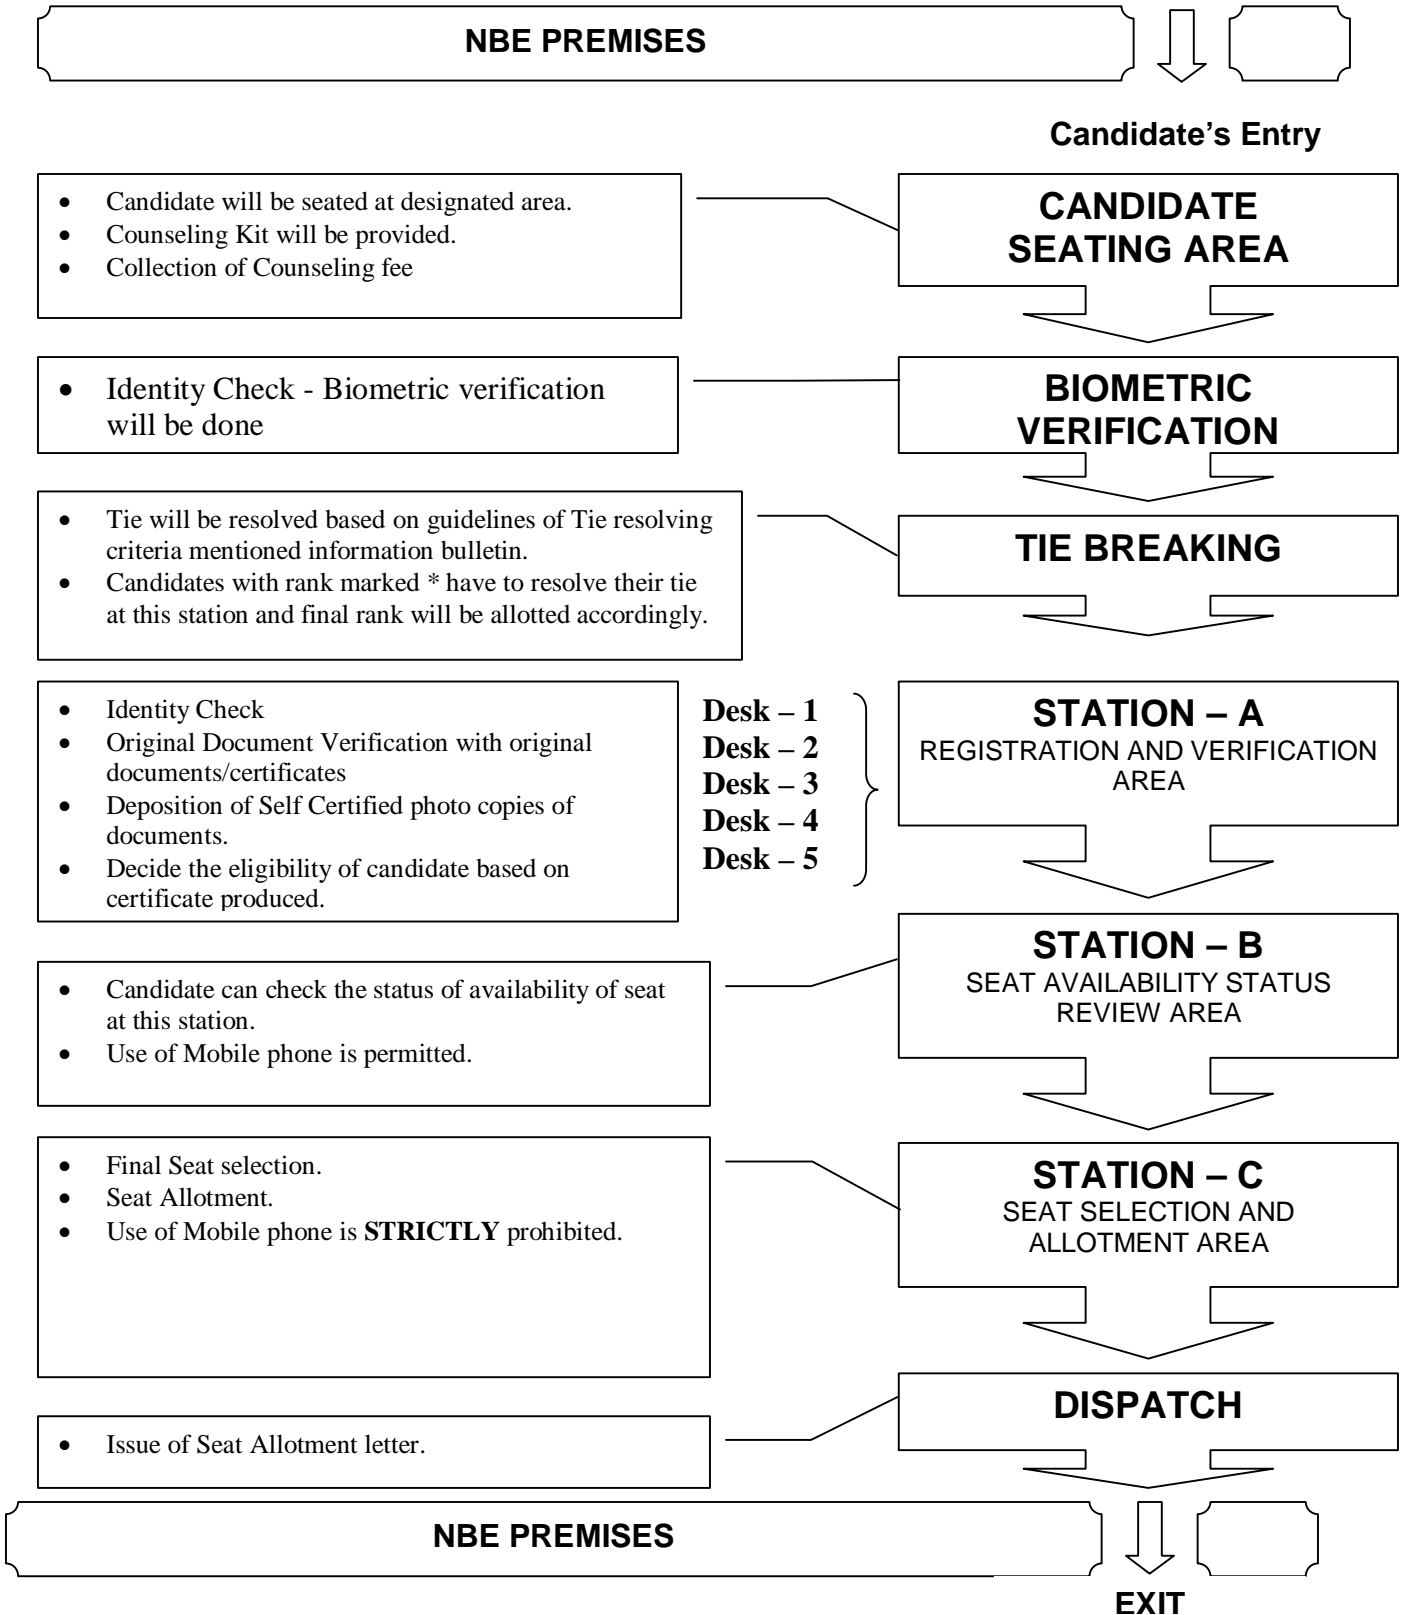 NBE PREMISES
Candidate's Entry
• Candidate will be seated at designated area.
• Counseling Kit will be provided.
• Collection of Counseling fee
CANDIDATE
SEATING AREA
• Identity Check - Biometric verification
will be done
BIOMETRIC
VERIFICATION
• Tie will be resolved based on guidelines of Tie resolving
criteria mentioned information bulletin.
• Candidates with rank marked * have to resolve their tie
at this station and final rank will be allotted accordingly.
TIE BREAKING
• Identity Check
• Original Document Verification with original
documents/certificates
• Deposition of Self Certified photo copies of
documents.
• Decide the eligibility of candidate based on
certificate produced.
Desk – 1
Desk – 2
Desk – 3
Desk – 4
Desk – 5
STATION – A
REGISTRATION AND VERIFICATION
AREA
STATION – B
SEAT AVAILABILITY STATUS
REVIEW AREA
• Candidate can check the status of availability of seat
at this station.
• Use of Mobile phone is permitted.
• Final Seat selection.
• Seat Allotment.
• Use of Mobile phone is STRICTLY prohibited.
STATION – C
SEAT SELECTION AND
ALLOTMENT AREA
DISPATCH
• Issue of Seat Allotment letter.
NBE PREMISES
EXIT